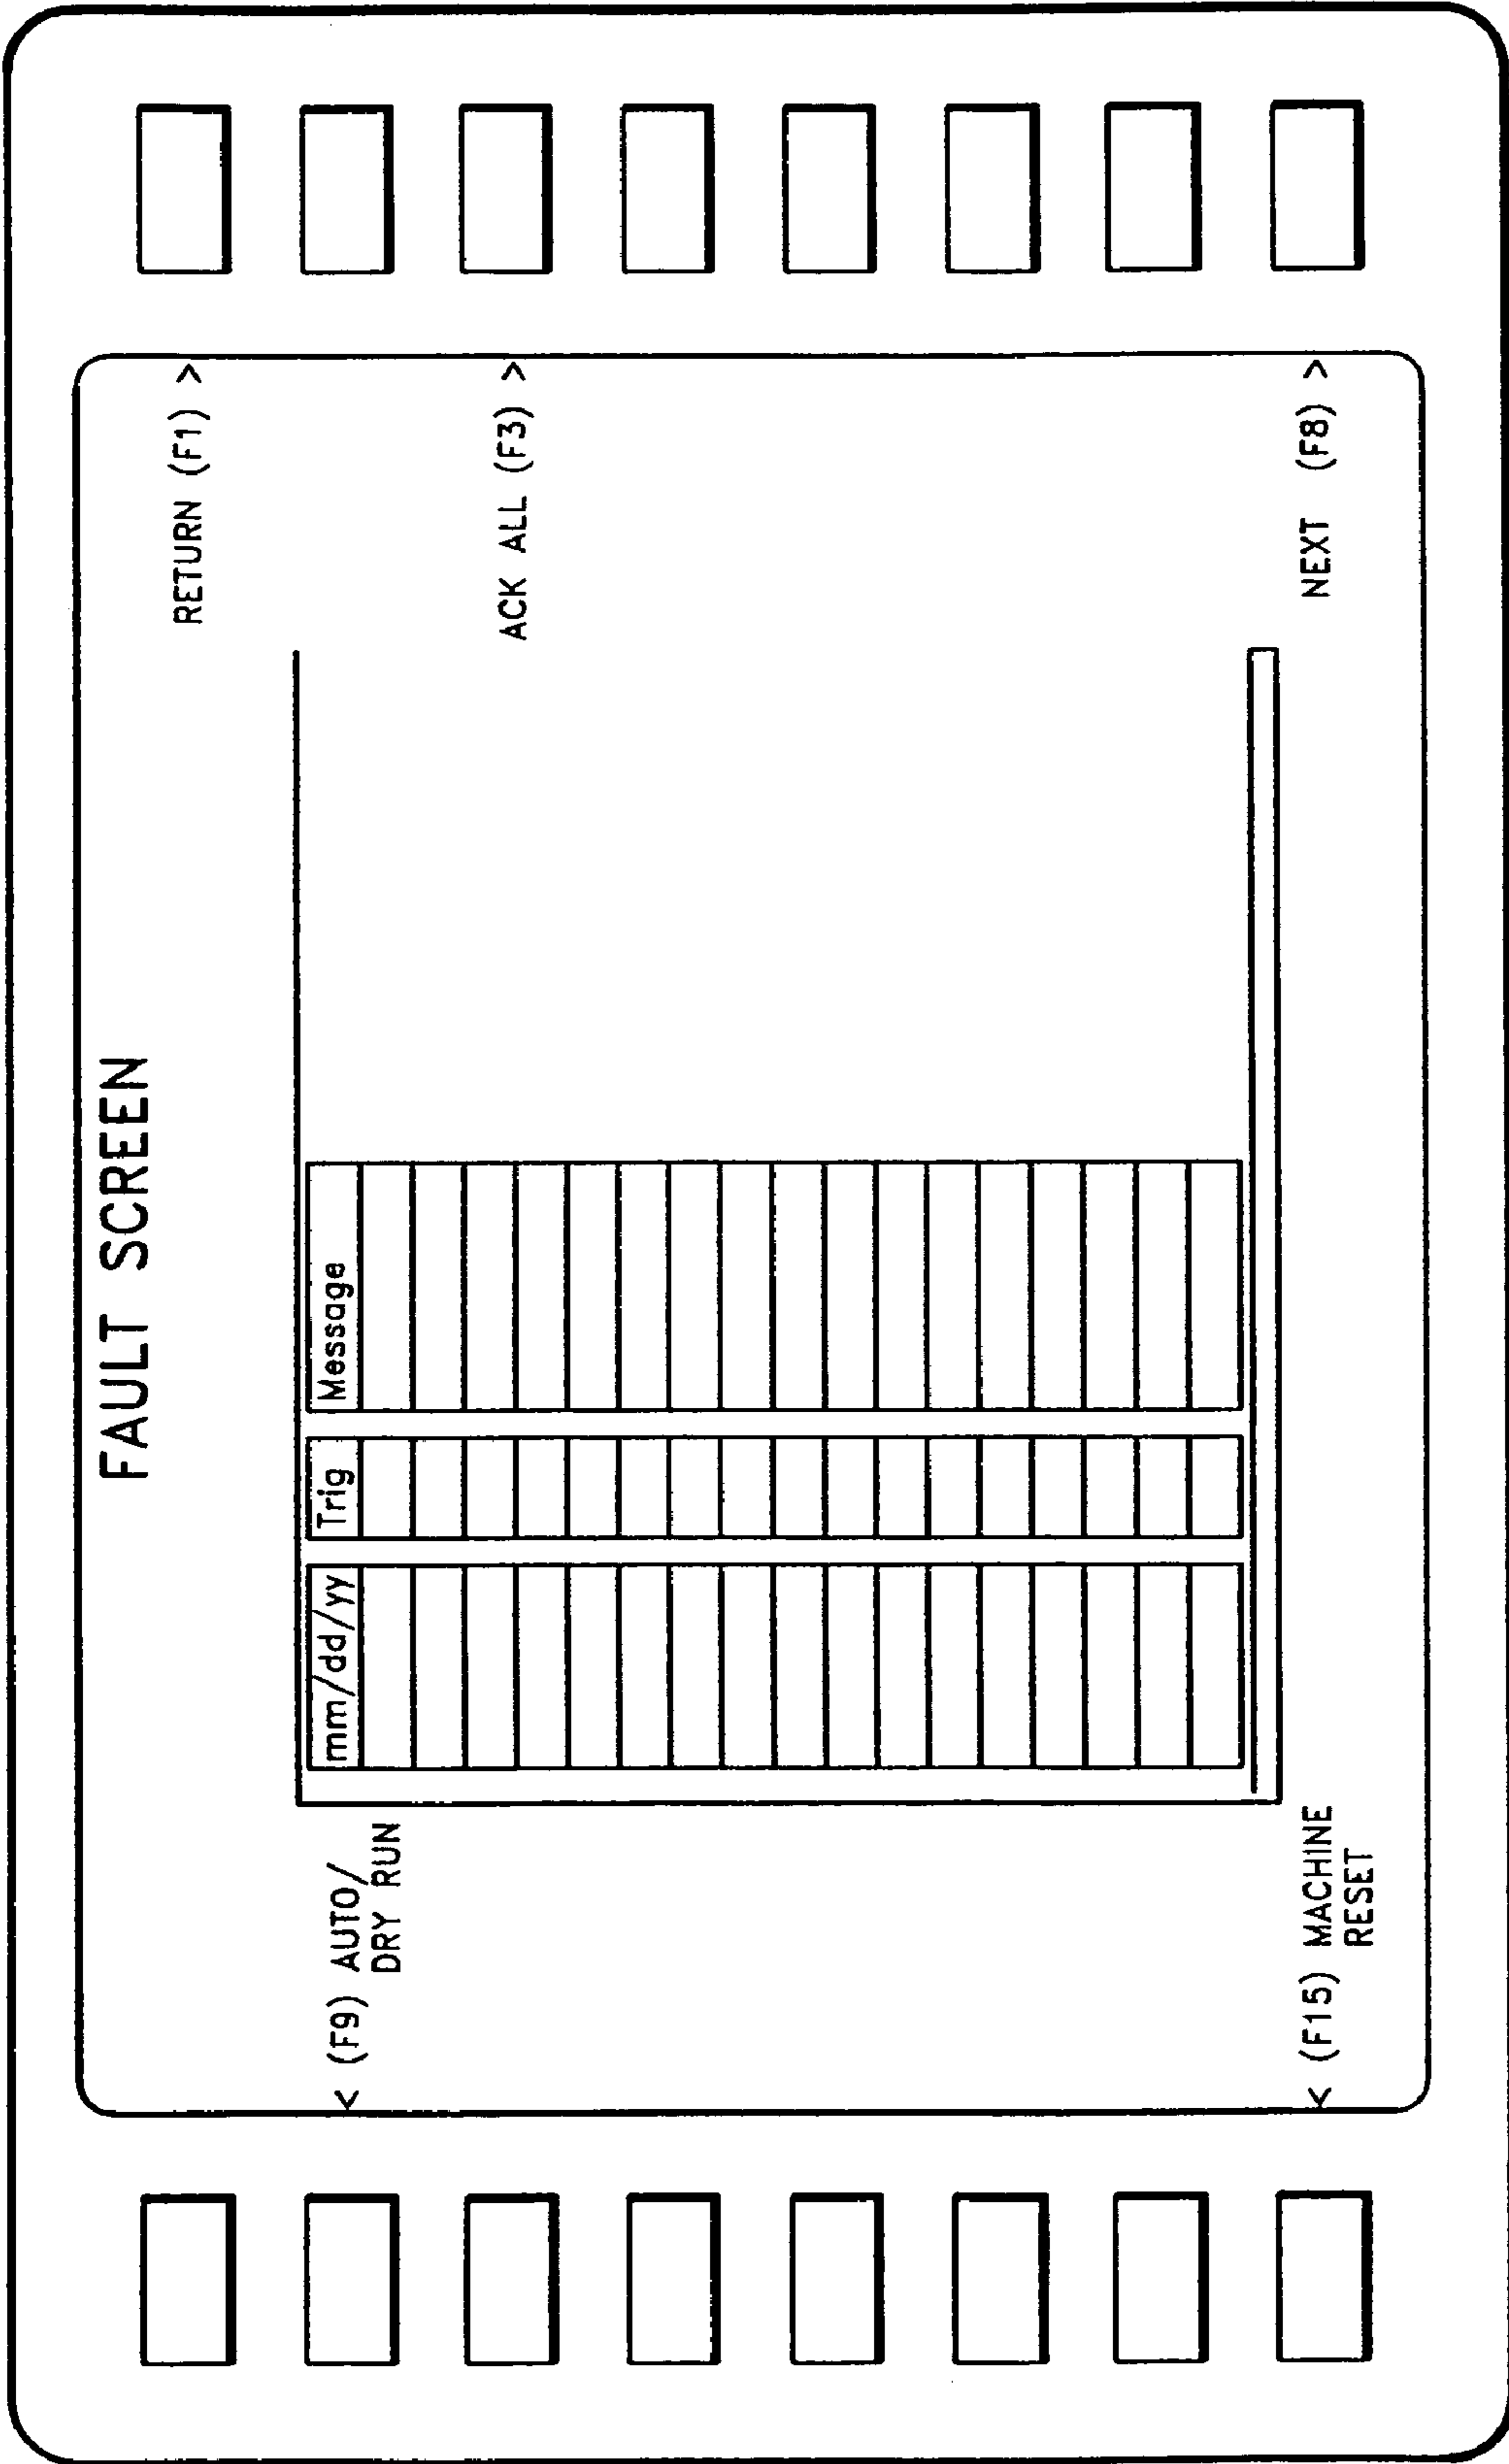 FAULT SCREEN
RETURN (F1) >
< (F9) AUTO/
DRY RUN
mm/dd/yy
Trig
Message
ACK ALL (F3) >
< (F15) MACHINE
RESET
NEXT (F8) >